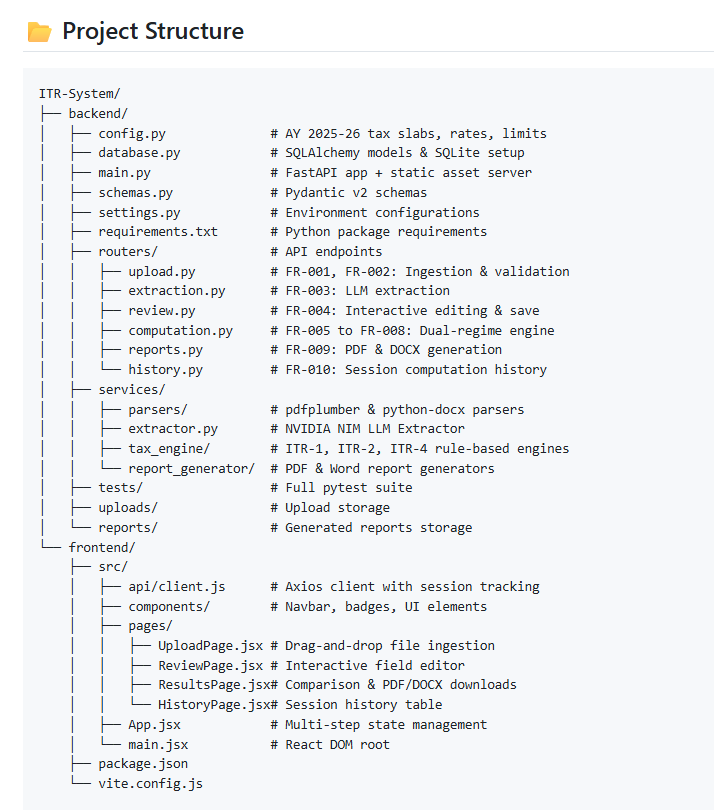 📂 Project Structure
ITR-System/
├── backend/
│   ├── config.py              # AY 2025-26 tax slabs, rates, limits
│   ├── database.py            # SQLAlchemy models & SQLite setup
│   ├── main.py                # FastAPI app + static asset server
│   ├── schemas.py             # Pydantic v2 schemas
│   ├── settings.py            # Environment configurations
│   ├── requirements.txt       # Python package requirements
│   ├── routers/               # API endpoints
│   │   ├── upload.py          # FR-001, FR-002: Ingestion & validation
│   │   ├── extraction.py      # FR-003: LLM extraction
│   │   ├── review.py          # FR-004: Interactive editing & save
│   │   ├── computation.py     # FR-005 to FR-008: Dual-regime engine
│   │   ├── reports.py         # FR-009: PDF & DOCX generation
│   │   └── history.py         # FR-010: Session computation history
│   ├── services/
│   │   ├── parsers/           # pdfplumber & python-docx parsers
│   │   ├── extractor.py       # NVIDIA NIM LLM Extractor
│   │   ├── tax_engine/        # ITR-1, ITR-2, ITR-4 rule-based engines
│   │   └── report_generator/  # PDF & Word report generators
│   ├── tests/                 # Full pytest suite
│   ├── uploads/               # Upload storage
│   └── reports/               # Generated reports storage
└── frontend/
    ├── src/
    │   ├── api/client.js      # Axios client with session tracking
    │   ├── components/        # Navbar, badges, UI elements
    │   ├── pages/
    │   │   ├── UploadPage.jsx # Drag-and-drop file ingestion
    │   │   ├── ReviewPage.jsx # Interactive field editor
    │   │   ├── ResultsPage.jsx# Comparison & PDF/DOCX downloads
    │   │   └── HistoryPage.jsx# Session history table
    │   ├── App.jsx            # Multi-step state management
    │   └── main.jsx           # React DOM root
    ├── package.json
    └── vite.config.js